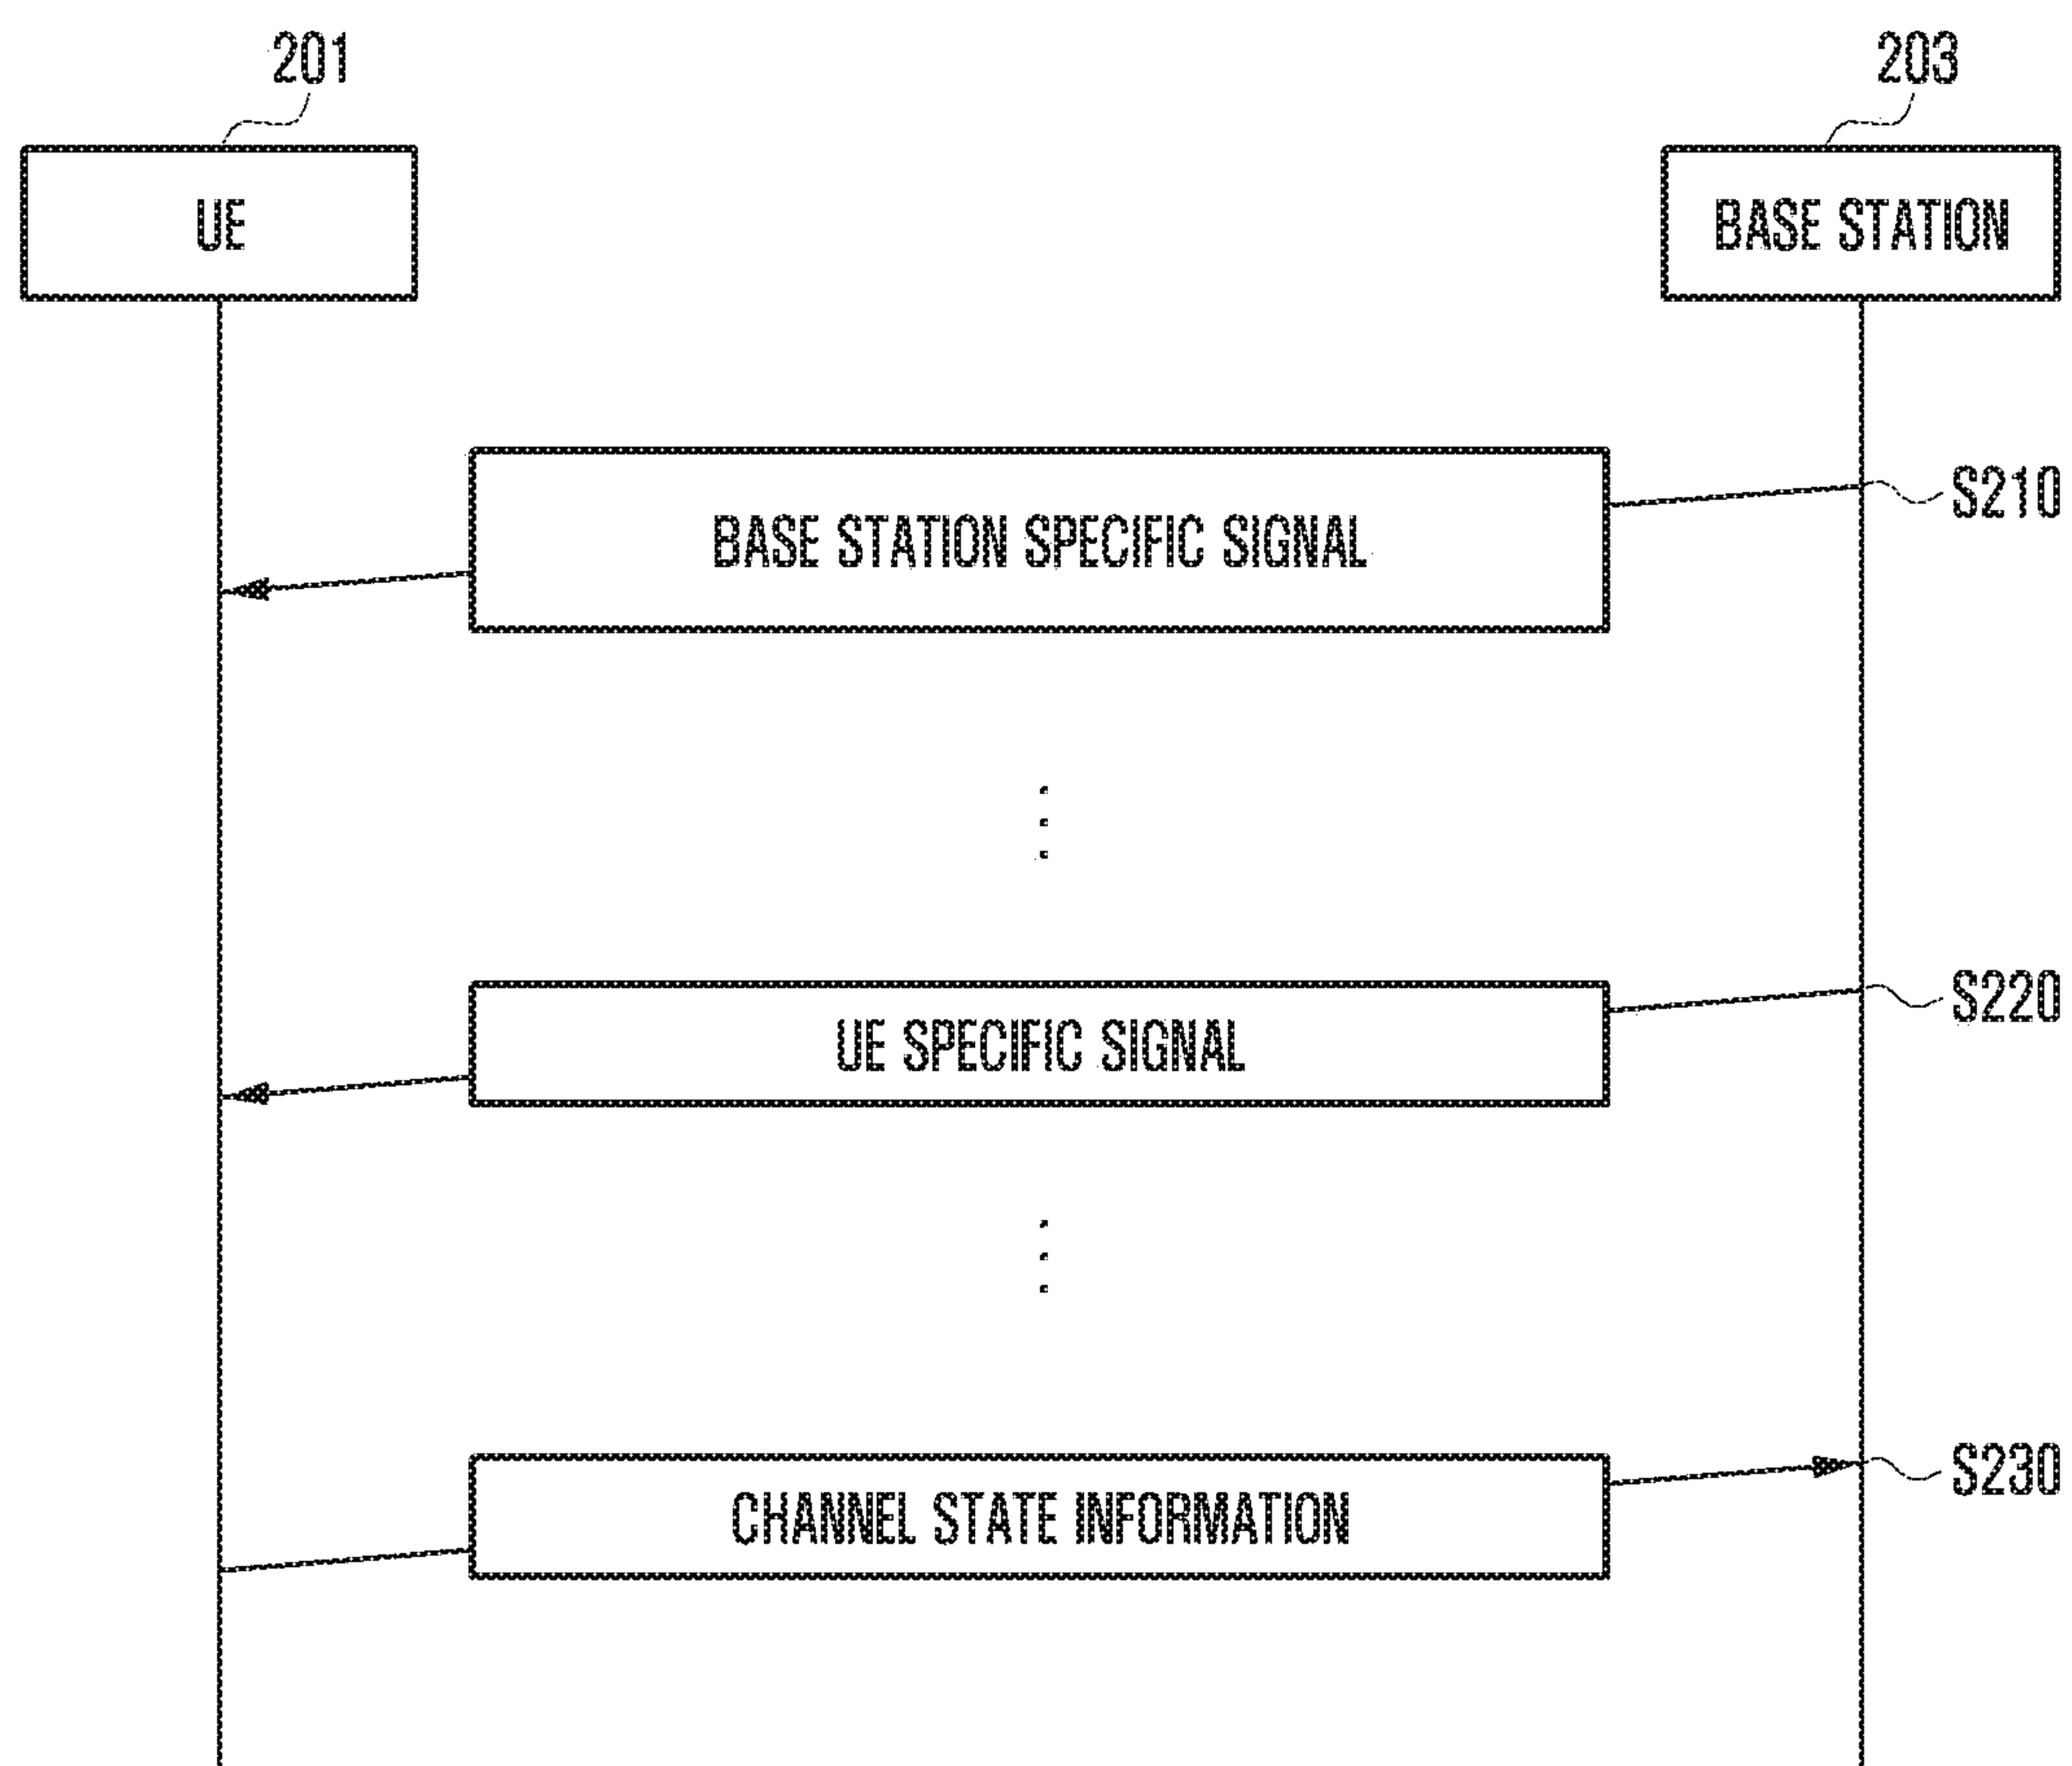 201
203
UE
BASE STATION
S210
BASE STATION SPECIFIC SIGNAL
S220
UE SPECIFIC SIGNAL
S230
CHANNEL STATE INFORMATION